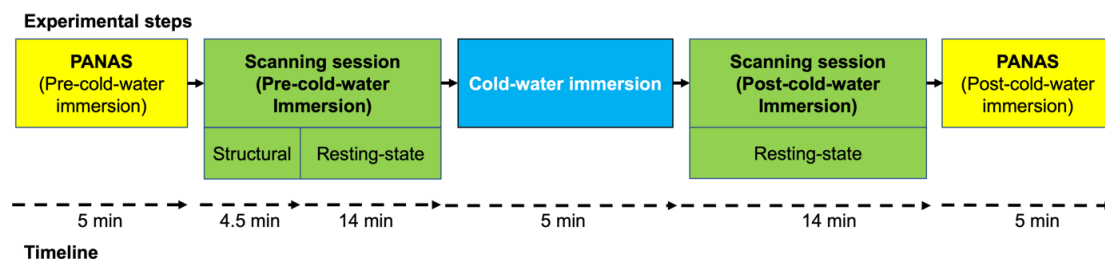 Experimental steps
PANAS
(Pre-cold-water
immersion)
Scanning session
(Pre-cold-water
Immersion)
Structural
Resting-state
Cold-water immersion
Scanning session
(Post-cold-water
Immersion)
Resting-state
PANAS
(Post-cold-water
immersion)
5 min
4.5 min
14 min
5 min
14 min
5 min
Timeline